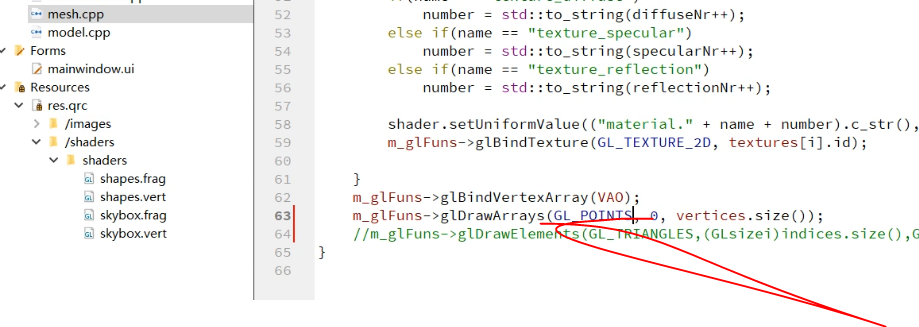 mesh.cpp
model.cpp
Forms
mainwindow.ui
Resources
res.qrc
/images
/shaders
shaders
shapes.frag
shapes.vert
skybox.frag
skybox.vert
52 number = std::to_string(diffuseNr++);
53 else if(name == "texture_specular")
54 number = std::to_string(specularNr++);
55 else if(name == "texture_reflection")
56 number = std::to_string(reflectionNr++);
57
58 shader.setUniformValue(("material." + name + number).c_str(),
59 m_glFuns->glBindTexture(GL_TEXTURE_2D, textures[i].id);
60
61 }
62 m_glFuns->glBindVertexArray(VAO);
63 m_glFuns->glDrawArrays(GL_POINTS, 0, vertices.size());
64 //m_glFuns->glDrawElements(GL_TRIANGLES,(GLsizei)indices.size(),G
65 }
66